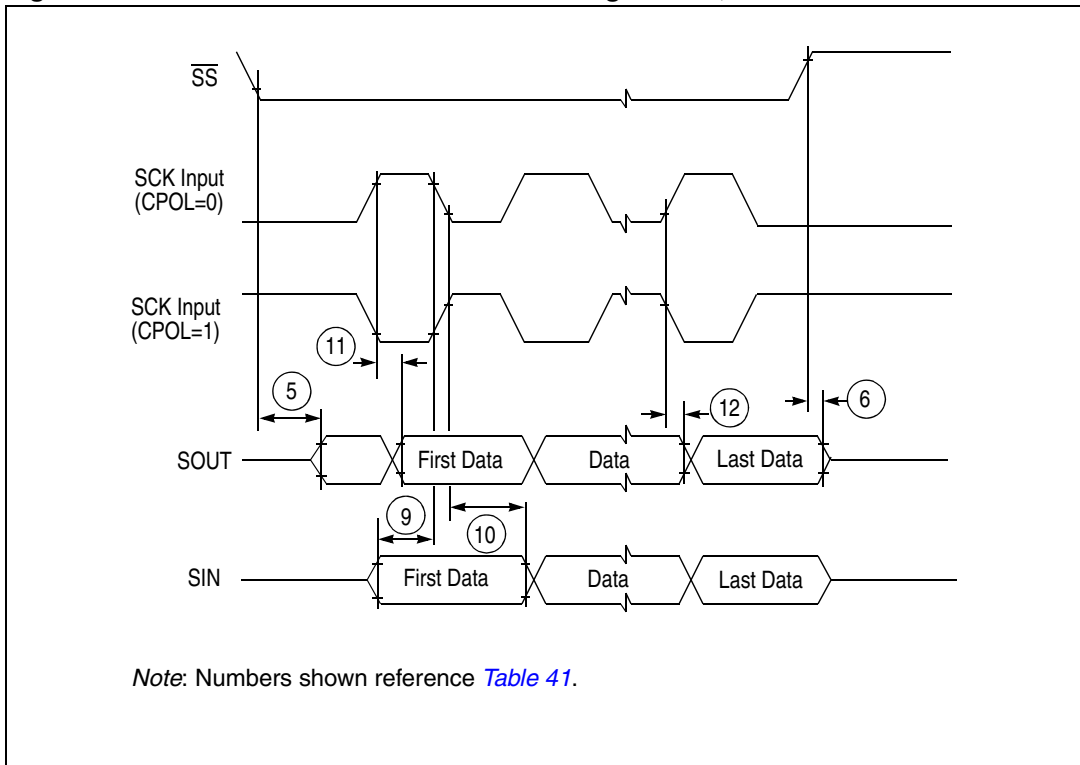 SS
SCK Input
(CPOL=0)
SCK Input
(CPOL=1)
11
5
12
6
SOUT
First Data
Data
Last Data
9
10
SIN
First Data
Data
Last Data
Note: Numbers shown reference Table 41.